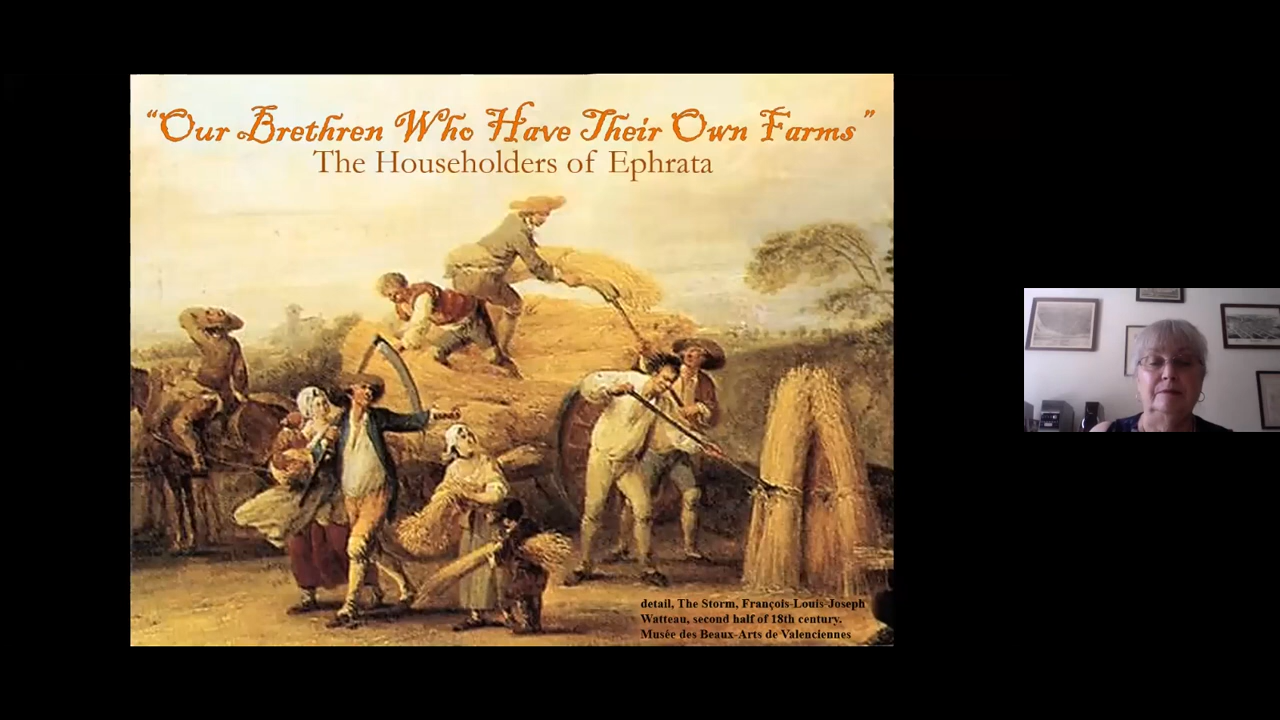 “Our Brethren Who Have Their Own Farms”
The Householders of Ephrata
detail, The Storm, François-Louis-Joseph
Watteau, second half of 18th century.
Musée des Beaux-Arts de Valenciennes